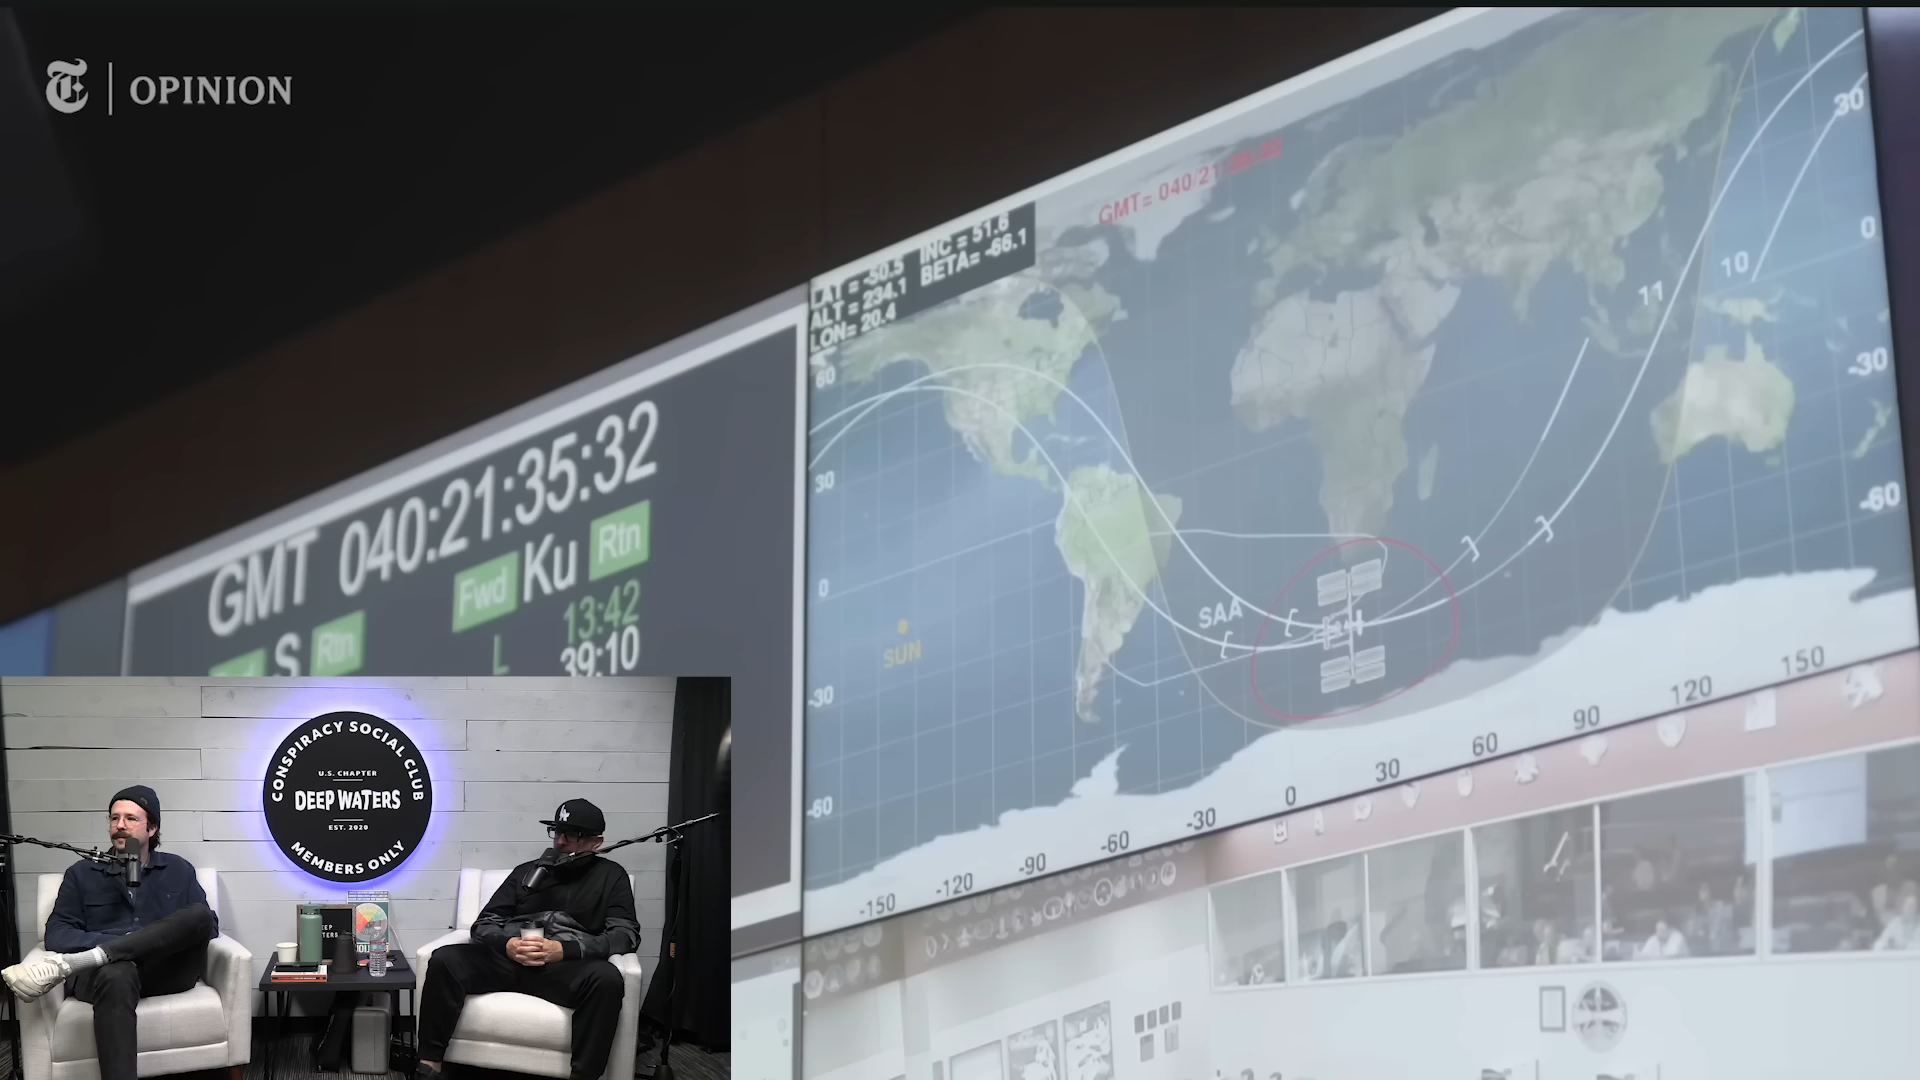 T | OPINION
GMT 040:21:35:32
Fwd Ku Rtn
S Rtn
13:42
L 39:10
LAT = -50.5 INC = 51.6
ALT = 234.1 BETA= -66.1
LON= 20.4
GMT= 040/21
60
30
0
-30
-60
SUN
SAA
11
10
30
0
-30
-60
-150
-120
-90
-60
-30
0
30
60
90
120
150
CONSPIRACY SOCIAL CLUB
U.S. CHAPTER
DEEP WATERS
EST. 2020
MEMBERS ONLY